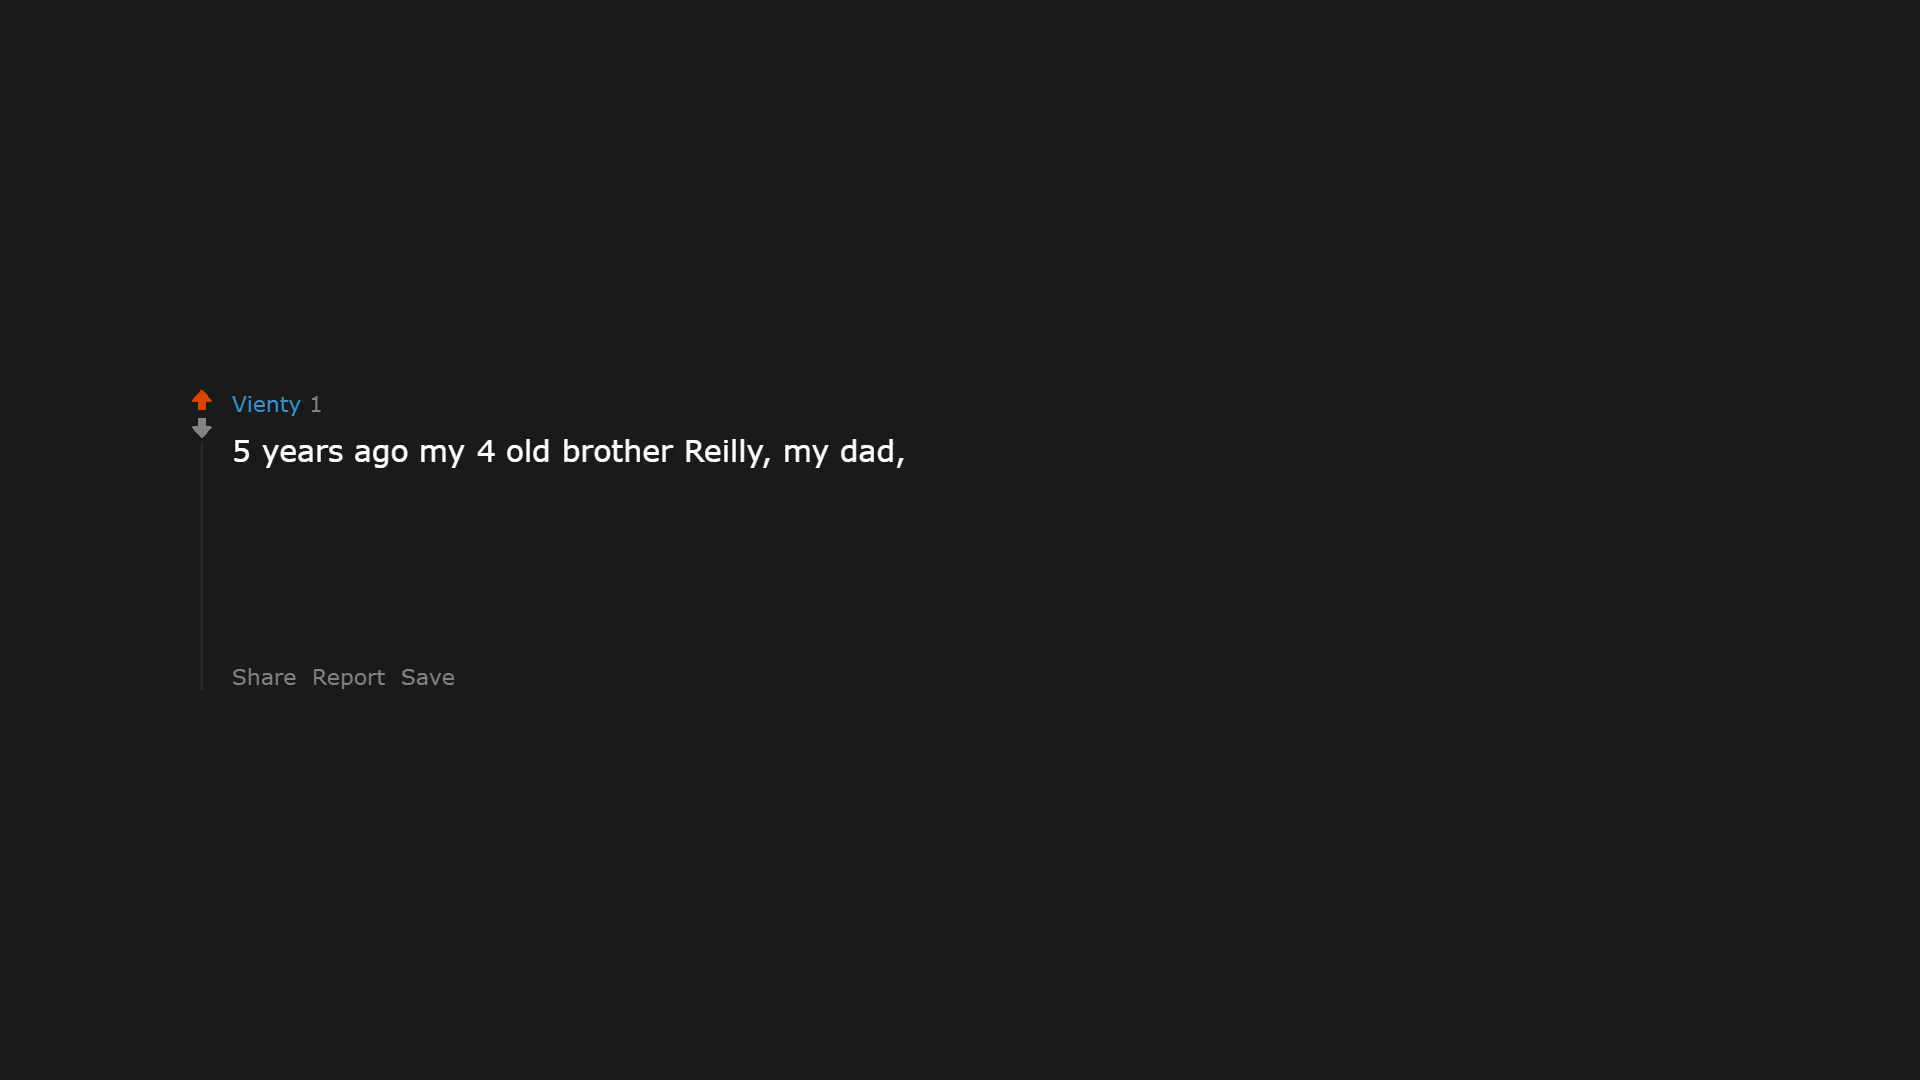 Vienty 1
5 years ago my 4 old brother Reilly, my dad,
Share Report Save